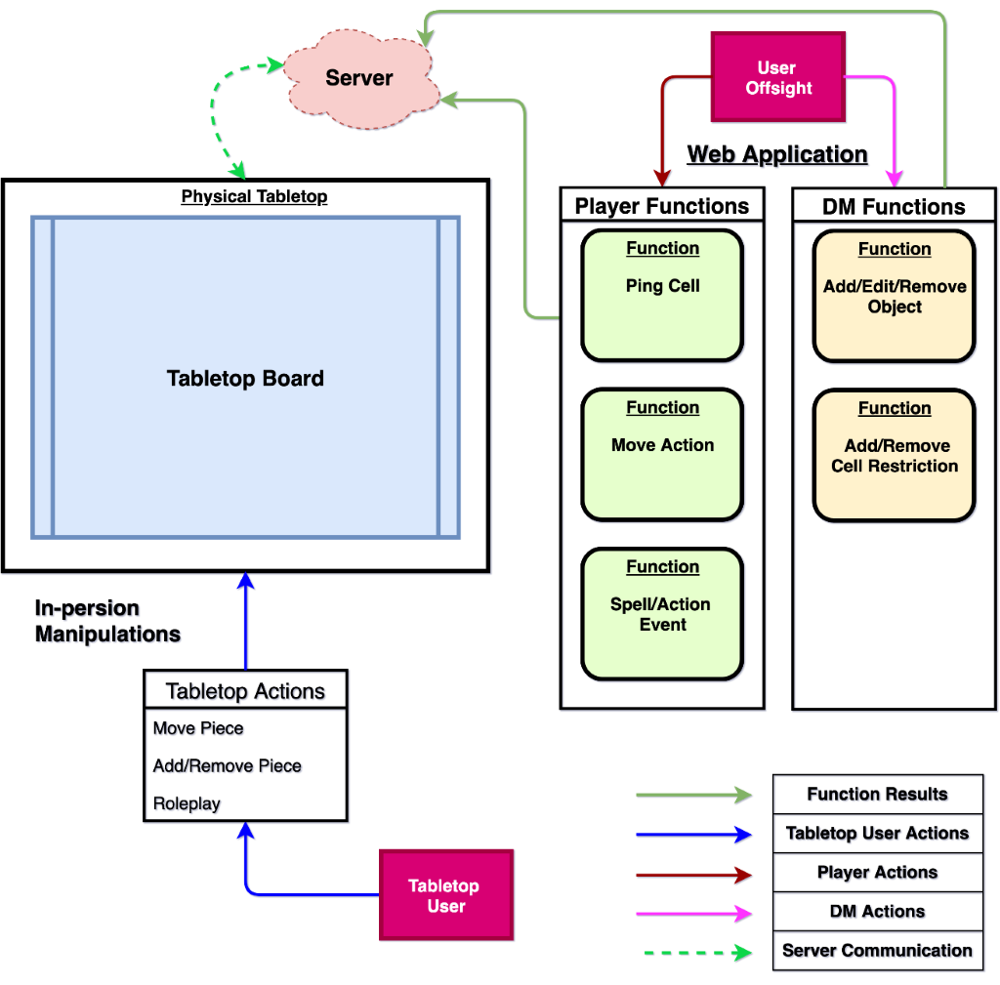 Server
User
Offsight
Web Application
Physical Tabletop
Tabletop Board
Player Functions
Function
Ping Cell
Function
Move Action
Function
Spell/Action
Event
DM Functions
Function
Add/Edit/Remove
Object
Function
Add/Remove
Cell Restriction
In-persion
Manipulations
Tabletop Actions
Move Piece
Add/Remove Piece
Roleplay
Tabletop
User
Function Results
Tabletop User Actions
Player Actions
DM Actions
Server Communication